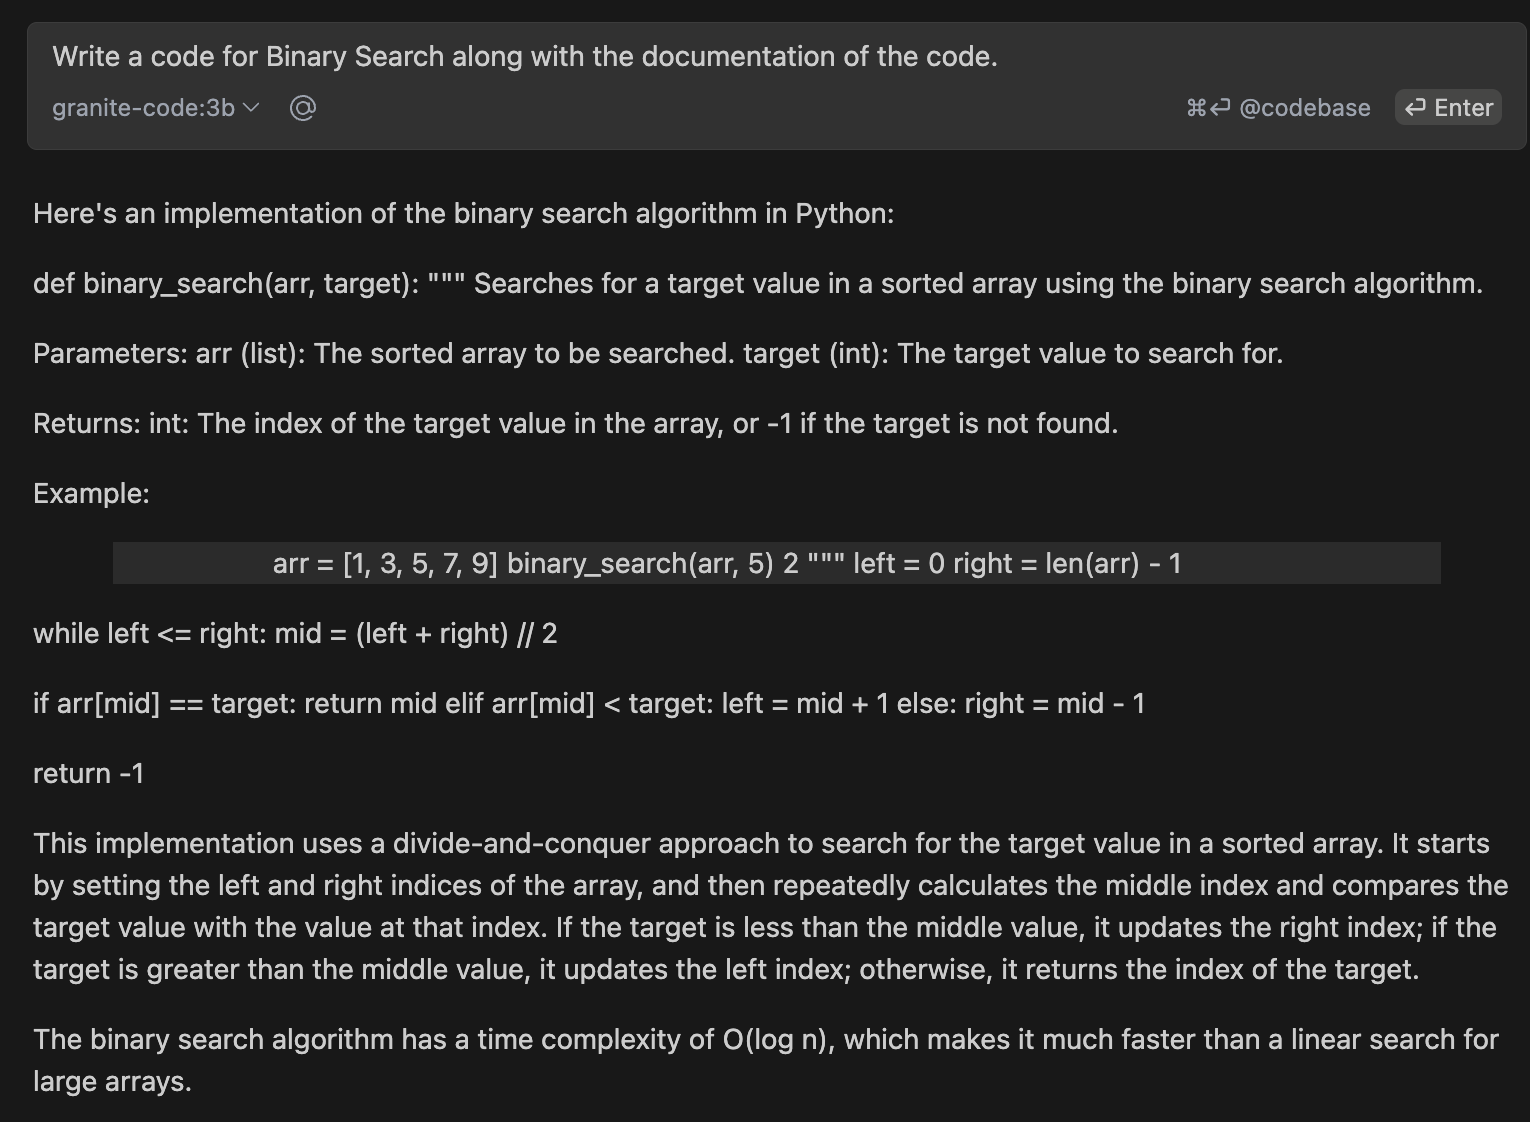 Write a code for Binary Search along with the documentation of the code.
granite-code:3b @ ⌘⏎ @codebase ⏎ Enter
Here's an implementation of the binary search algorithm in Python:
def binary_search(arr, target): """ Searches for a target value in a sorted array using the binary search algorithm.
Parameters: arr (list): The sorted array to be searched. target (int): The target value to search for.
Returns: int: The index of the target value in the array, or -1 if the target is not found.
Example:
arr = [1, 3, 5, 7, 9] binary_search(arr, 5) 2 """ left = 0 right = len(arr) - 1
while left <= right: mid = (left + right) // 2
if arr[mid] == target: return mid elif arr[mid] < target: left = mid + 1 else: right = mid - 1
return -1
This implementation uses a divide-and-conquer approach to search for the target value in a sorted array. It starts
by setting the left and right indices of the array, and then repeatedly calculates the middle index and compares the
target value with the value at that index. If the target is less than the middle value, it updates the right index; if the
target is greater than the middle value, it updates the left index; otherwise, it returns the index of the target.
The binary search algorithm has a time complexity of O(log n), which makes it much faster than a linear search for
large arrays.